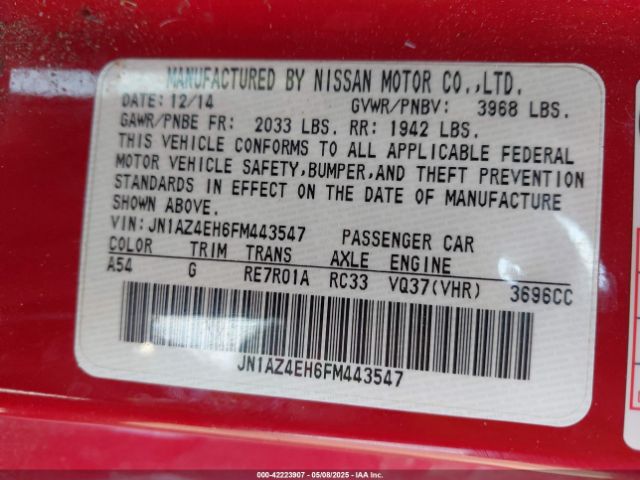 MANUFACTURED BY NISSAN MOTOR CO.,LTD.
DATE: 12/14 GVWR/PNBV: 3968 LBS.
GAWR/PNBE FR: 2033 LBS. RR: 1942 LBS.
THIS VEHICLE CONFORMS TO ALL APPLICABLE FEDERAL
MOTOR VEHICLE SAFETY,BUMPER,AND THEFT PREVENTION
STANDARDS IN EFFECT ON THE DATE OF MANUFACTURE
SHOWN ABOVE.
VIN: JN1AZ4EH6FM443547 PASSENGER CAR
COLOR TRIM TRANS AXLE ENGINE
A54 G RE7R01A RC33 VQ37(VHR) 3696CC
JN1AZ4EH6FM443547
000-42223907 05/08/2025 IAAI.COM